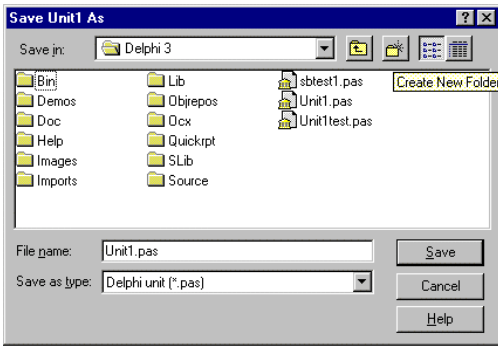 Save Unit1 As
Save in: Delphi 3
Bin Lib sbtest1.pas Create New Folder
Demos Objrepos Unit1.pas
Doc Ocx Unit1test.pas
Help Quickrpt
Images SLib
Imports Source
File name: Unit1.pas Save
Save as type: Delphi unit (*.pas) Cancel
Help